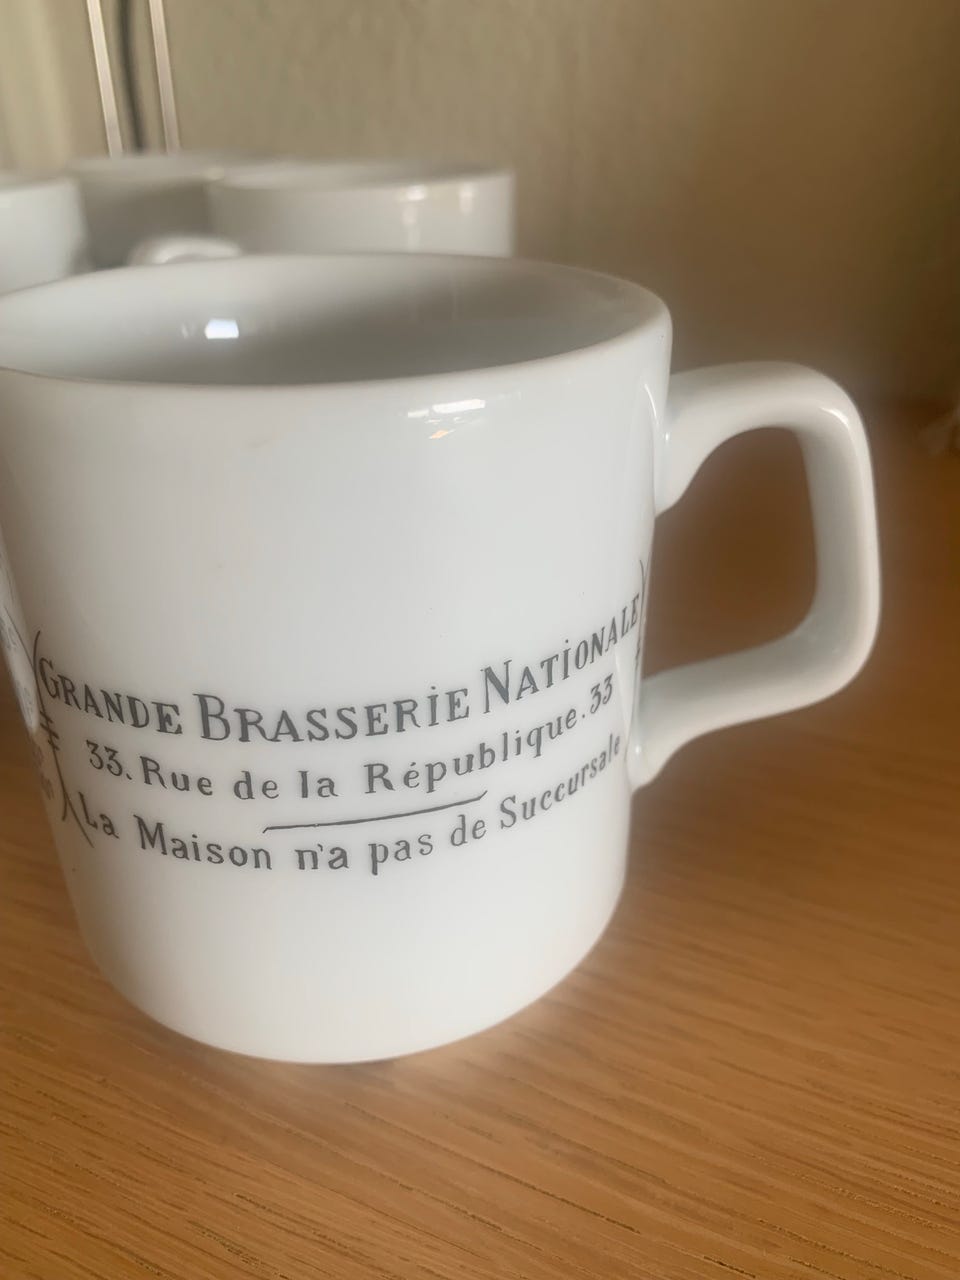 GRANDE BRASSERIE NATIONALE
33. Rue de la République. 33
La Maison n'a pas de Succursale